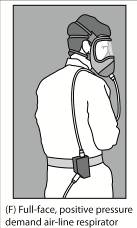 (F) Full-face, positive pressure
demand air-line respirator